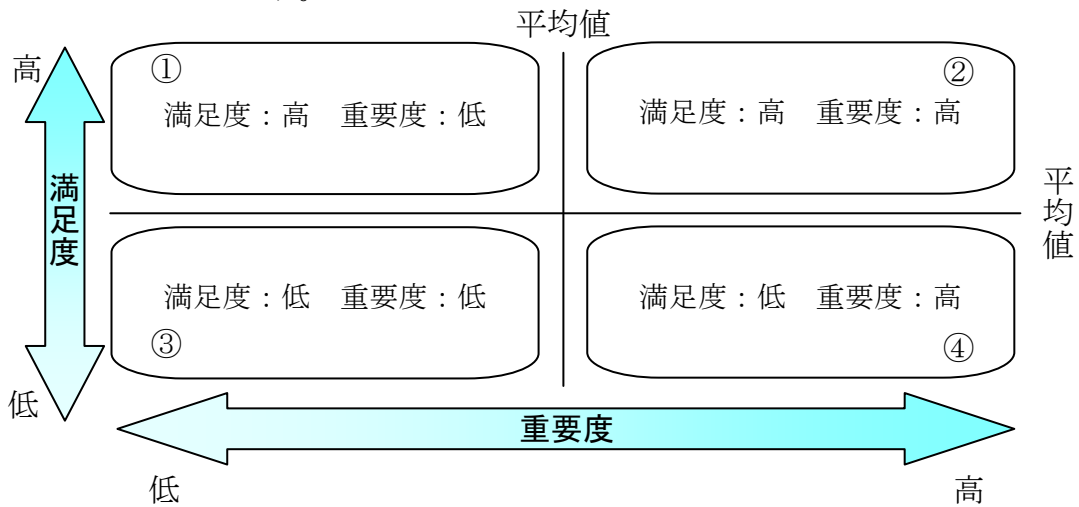 平均値
高
①
②
満足度：高　重要度：低
満足度：高　重要度：高
満足度
平均値
満足度：低　重要度：低
満足度：低　重要度：高
③
④
低
重要度
低
高